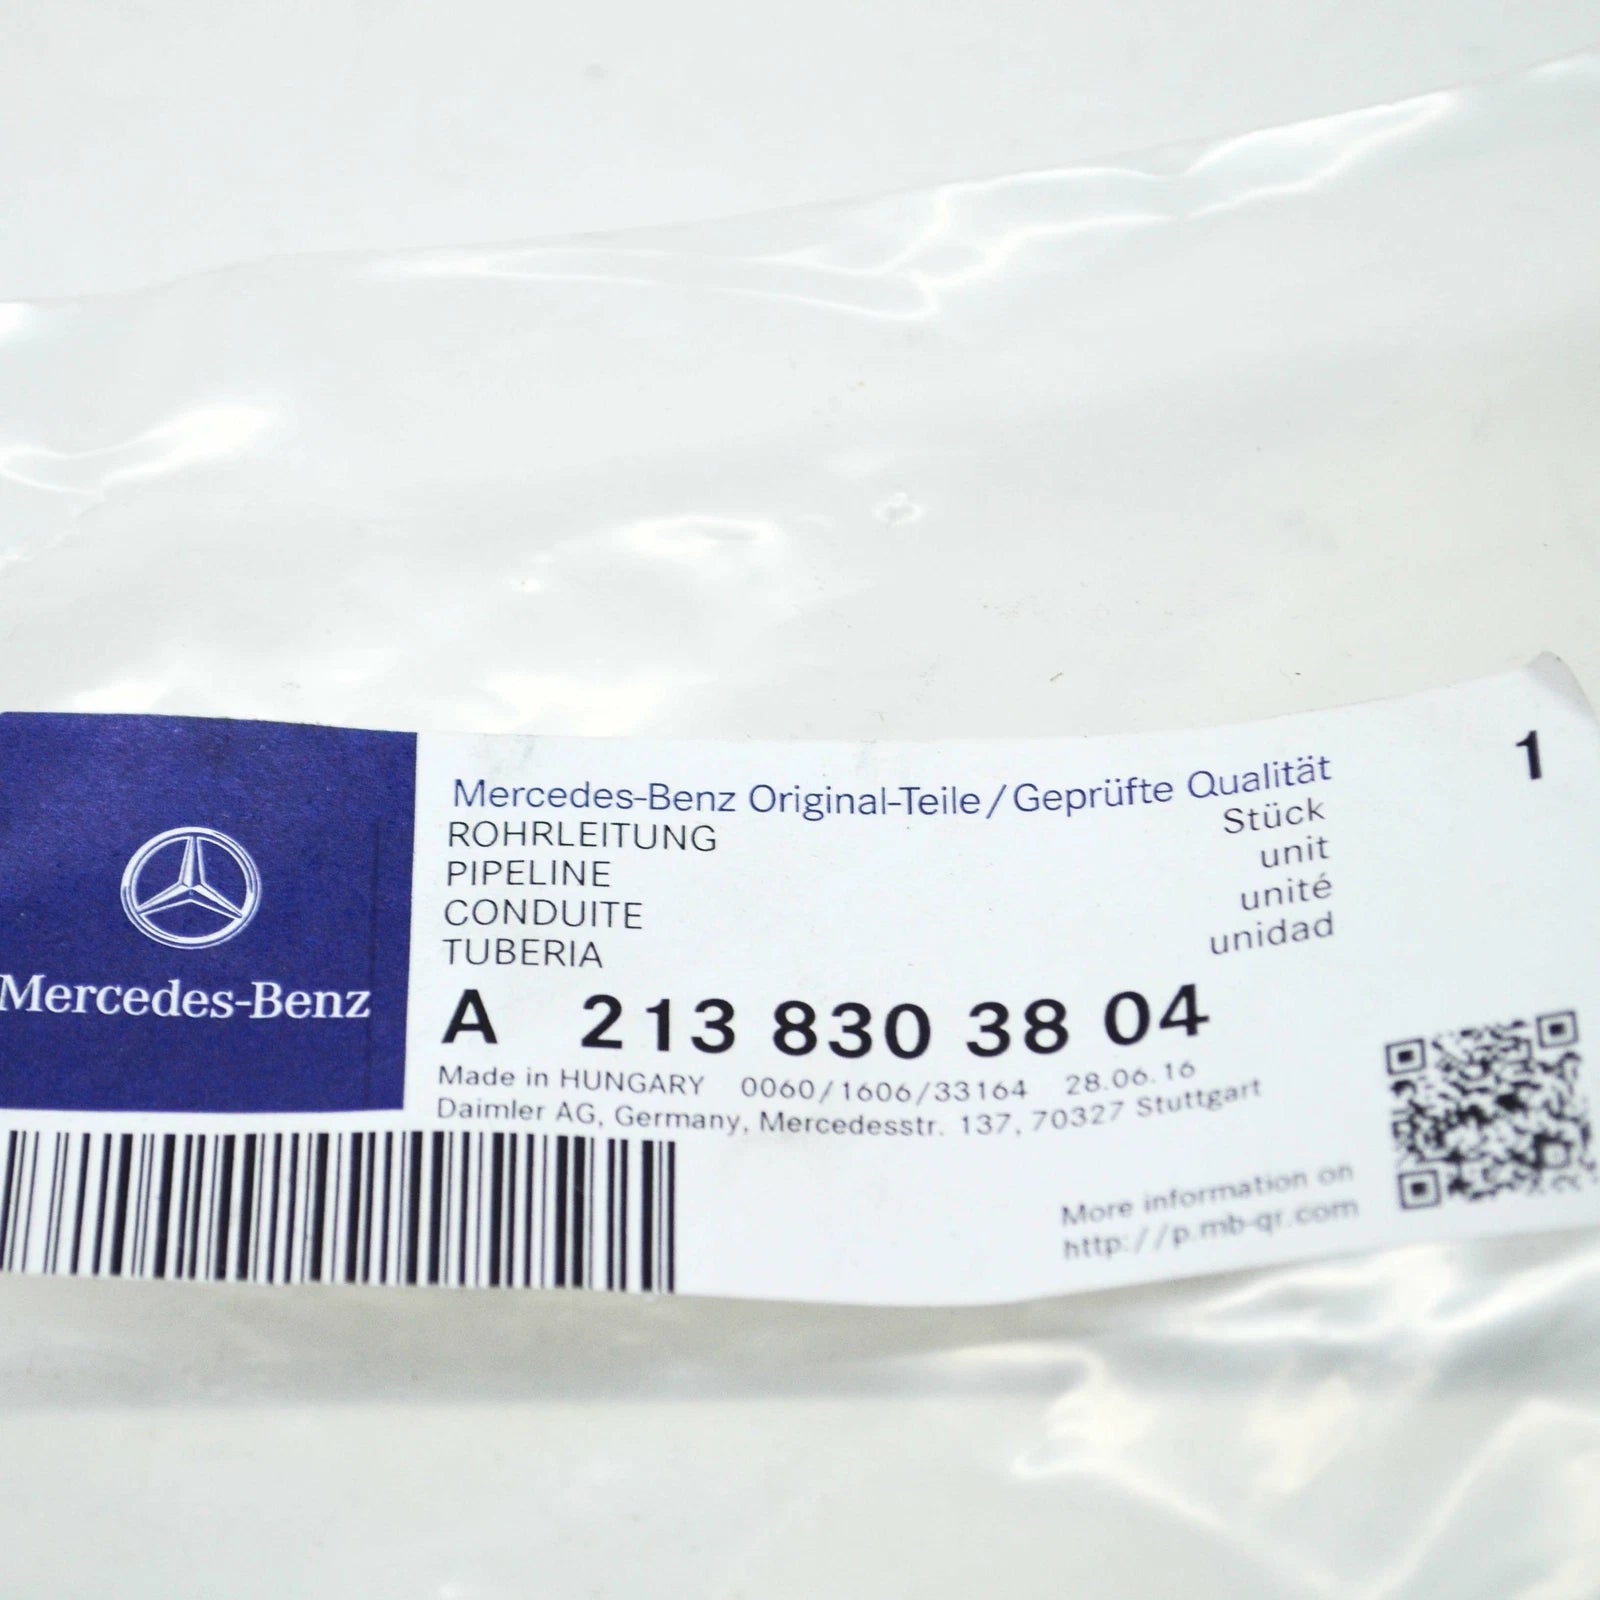 Mercedes-Benz
Mercedes-Benz Original-Teile/Geprüfte Qualität
ROHRLEITUNG
PIPELINE
CONDUITE
TUBERIA
Stück
unit
unité
unidad
1
A 213 830 38 04
Made in HUNGARY 0060/1606/33164 28.06.16
Daimler AG, Germany, Mercedesstr. 137, 70327 Stuttgart
More information on
http://p.mb-qr.com